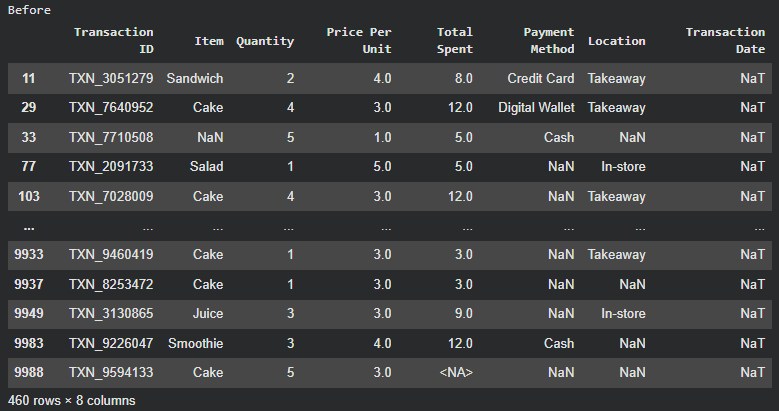 Before
Transaction ID Item Quantity Price Per Unit Total Spent Payment Method Location Transaction Date
11 TXN_3051279 Sandwich 2 4.0 8.0 Credit Card Takeaway NaT
29 TXN_7640952 Cake 4 3.0 12.0 Digital Wallet Takeaway NaT
33 TXN_7710508 NaN 5 1.0 5.0 Cash NaN NaT
77 TXN_2091733 Salad 1 5.0 5.0 NaN In-store NaT
103 TXN_7028009 Cake 4 3.0 12.0 NaN Takeaway NaT
... ... ... ... ... ... ... ... ...
9933 TXN_9460419 Cake 1 3.0 3.0 NaN Takeaway NaT
9937 TXN_8253472 Cake 1 3.0 3.0 NaN NaN NaT
9949 TXN_3130865 Juice 3 3.0 9.0 NaN In-store NaT
9983 TXN_9226047 Smoothie 3 4.0 12.0 Cash NaN NaT
9988 TXN_9594133 Cake 5 3.0 <NA> NaN NaN NaT
460 rows × 8 columns